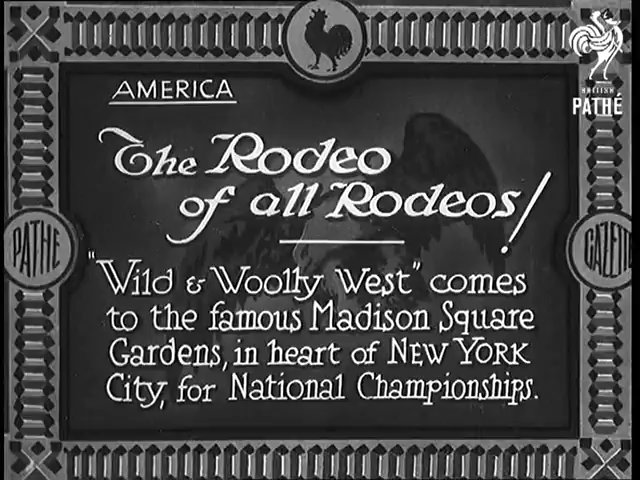 BRITISH
PATHÉ
AMERICA
The Rodeo
of all Rodeos!
PATHE
GAZETTE
"Wild & Woolly West" comes
to the famous Madison Square
Gardens, in heart of NEW YORK
City, for National Championships.